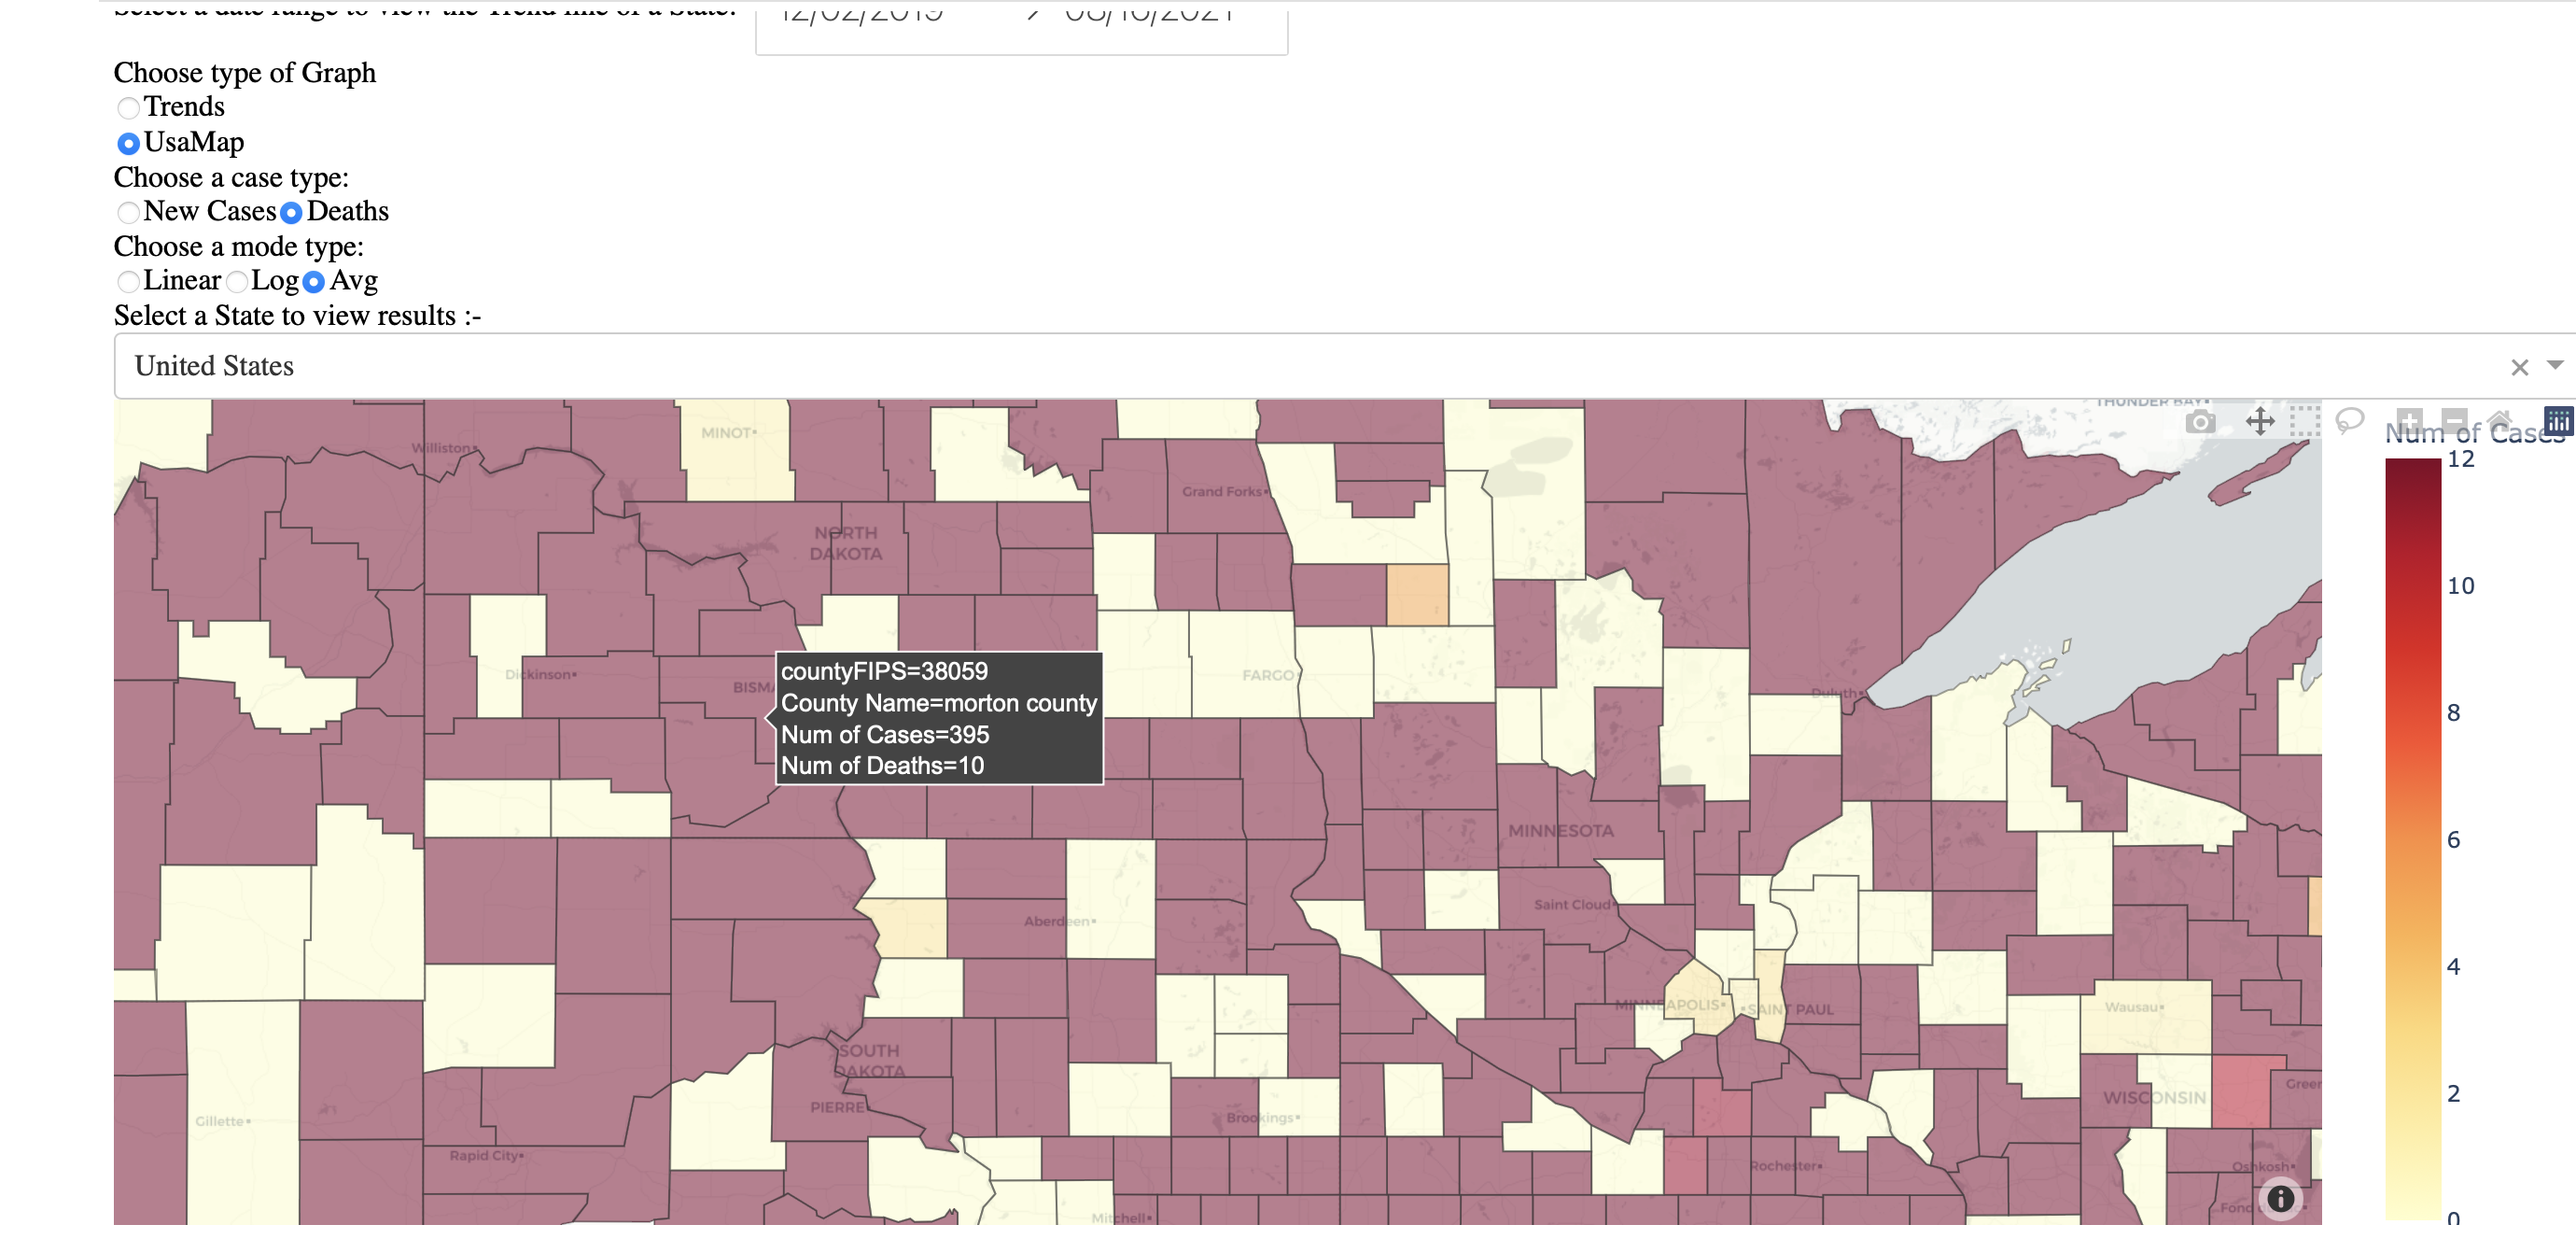 Select a date range to view the Trend line of a State:
12/02/2019 → 08/16/2021
Choose type of Graph
Trends
UsaMap
Choose a case type:
New Cases Deaths
Choose a mode type:
Linear Log Avg
Select a State to view results :-
United States
THUNDER BAY
Num of Cases
12
10
8
6
4
2
0
Williston
MINOT
Grand Forks
NORTH
DAKOTA
Dickinson
BISMA
FARGO
Duluth
countyFIPS=38059
County Name=morton county
Num of Cases=395
Num of Deaths=10
MINNESOTA
Aberdeen
Saint Cloud
MINNEAPOLIS
SAINT PAUL
Wausau
SOUTH
DAKOTA
PIERRE
Brookings
WISCONSIN
Green
Gillette
Rapid City
Rochester
Oshkosh
Mitchell
Fond d